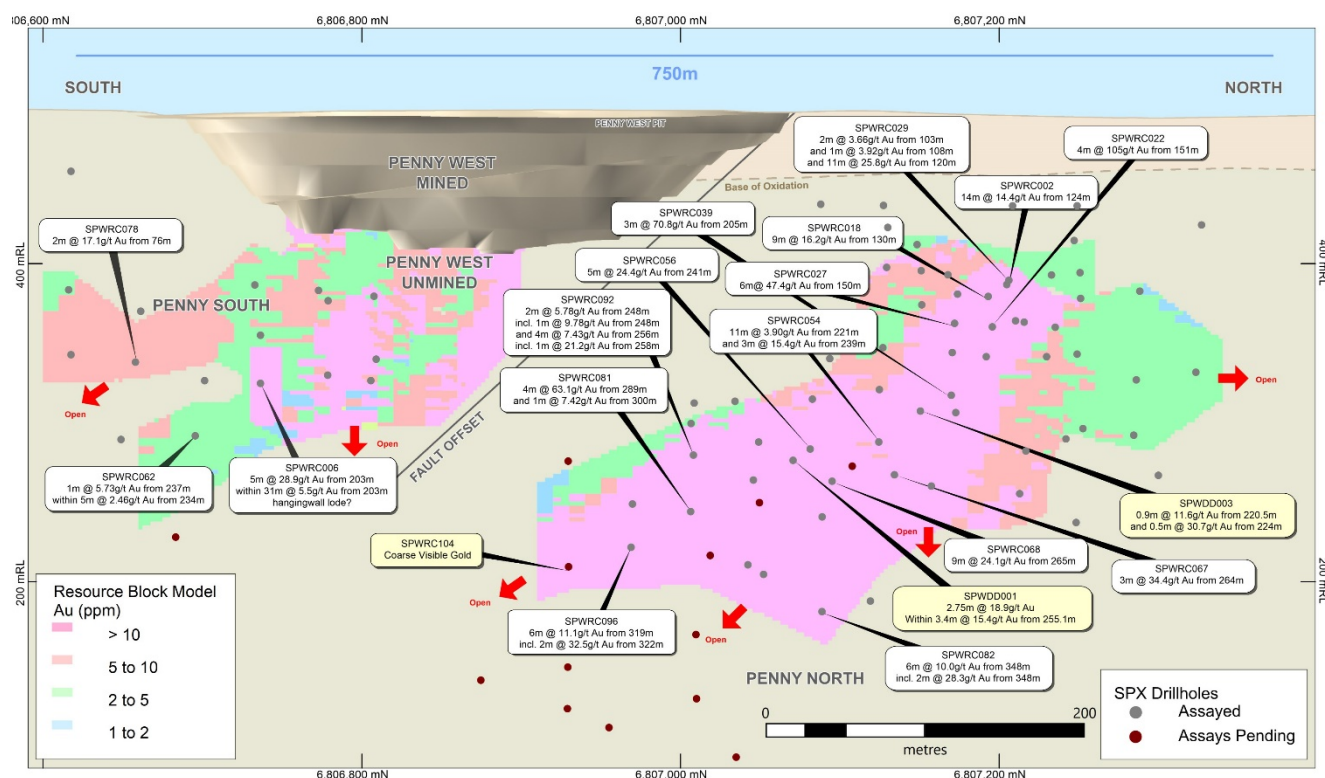 806,600 mN
6,806,800 mN
6,807,000 mN
6,807,200 mN
750m
SOUTH
NORTH
PENNY WEST PIT
PENNY WEST
MINED
Base of Oxidation
SPWRC029
2m @ 3.66g/t Au from 103m
and 1m @ 3.92g/t Au from 108m
and 11m @ 25.8g/t Au from 120m
SPWRC022
4m @ 105g/t Au from 151m
SPWRC002
14m @ 14.4g/t Au from 124m
SPWRC039
3m @ 70.8g/t Au from 205m
SPWRC018
9m @ 16.2g/t Au from 130m
SPWRC078
2m @ 17.1g/t Au from 76m
400 mRL
400 mRL
PENNY WEST
UNMINED
SPWRC056
5m @ 24.4g/t Au from 241m
SPWRC027
6m@ 47.4g/t Au from 150m
PENNY SOUTH
SPWRC092
2m @ 5.78g/t Au from 248m
incl. 1m @ 9.78g/t Au from 248m
and 4m @ 7.43g/t Au from 256m
incl. 1m @ 21.2g/t Au from 258m
SPWRC054
11m @ 3.90g/t Au from 221m
and 3m @ 15.4g/t Au from 239m
SPWRC081
4m @ 63.1g/t Au from 289m
and 1m @ 7.42g/t Au from 300m
Open
Open
Open
FAULT OFFSET
SPWRC062
1m @ 5.73g/t Au from 237m
within 5m @ 2.46g/t Au from 234m
SPWRC006
5m @ 28.9g/t Au from 203m
within 31m @ 5.5g/t Au from 203m
hangingwall lode?
SPWDD003
0.9m @ 11.6g/t Au from 220.5m
and 0.5m @ 30.7g/t Au from 224m
Open
SPWRC104
Coarse Visible Gold
SPWRC068
9m @ 24.1g/t Au from 265m
SPWRC067
3m @ 34.4g/t Au from 264m
200 mRL
200 mRL
Open
SPWDD001
2.75m @ 18.9g/t Au
Within 3.4m @ 15.4g/t Au from 255.1m
SPWRC096
6m @ 11.1g/t Au from 319m
incl. 2m @ 32.5g/t Au from 322m
Open
SPWRC082
6m @ 10.0g/t Au from 348m
incl. 2m @ 28.3g/t Au from 348m
PENNY NORTH
Resource Block Model
Au (ppm)
> 10
5 to 10
2 to 5
1 to 2
0
200
metres
SPX Drillholes
Assayed
Assays Pending
6,806,800 mN
6,807,000 mN
6,807,200 mN